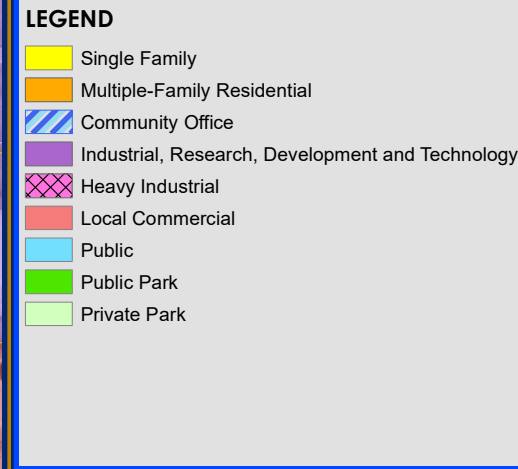 LEGEND
Single Family
Multiple-Family Residential
Community Office
Industrial, Research, Development and Technology
Heavy Industrial
Local Commercial
Public
Public Park
Private Park